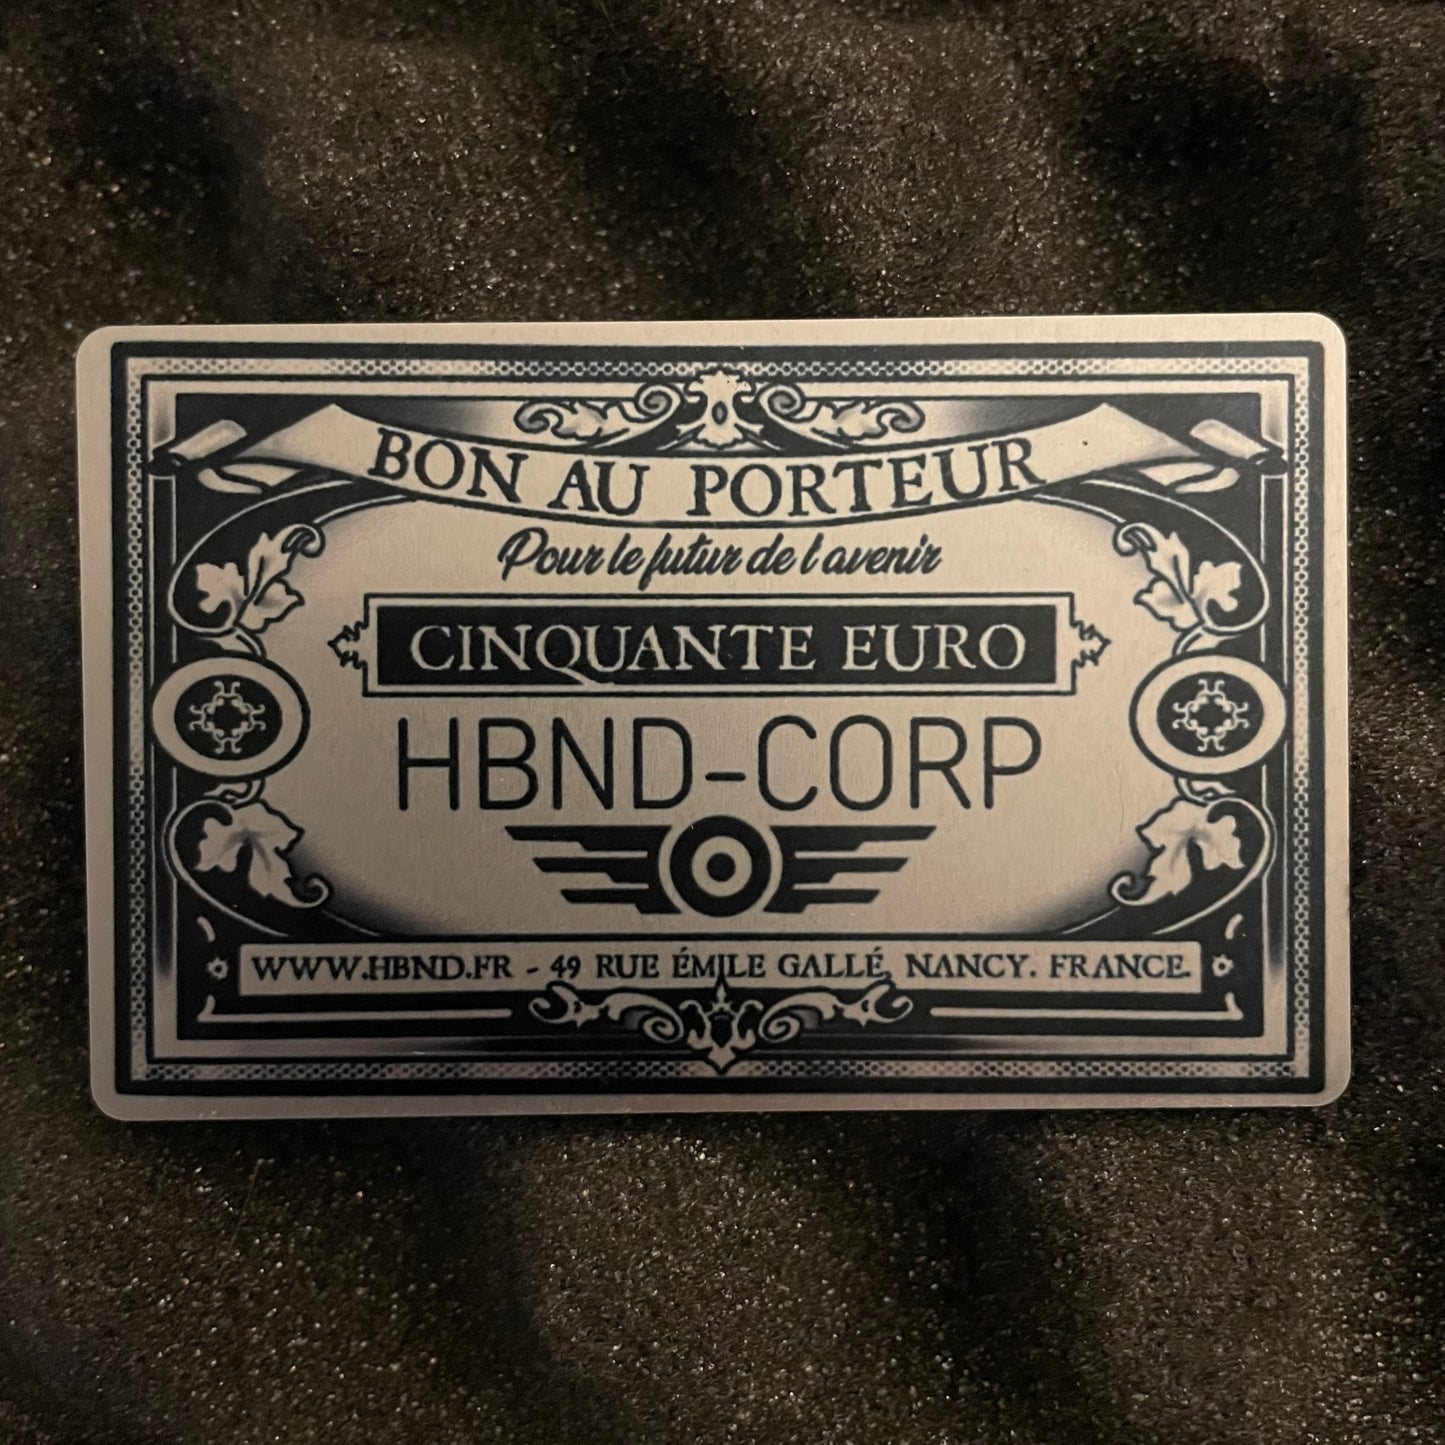 BON AU PORTEUR
Pour le futur de l'avenir
CINQUANTE EURO
HBND-CORP
WWW.HBND.FR - 49 RUE ÉMILE GALLÉ, NANCY. FRANCE.